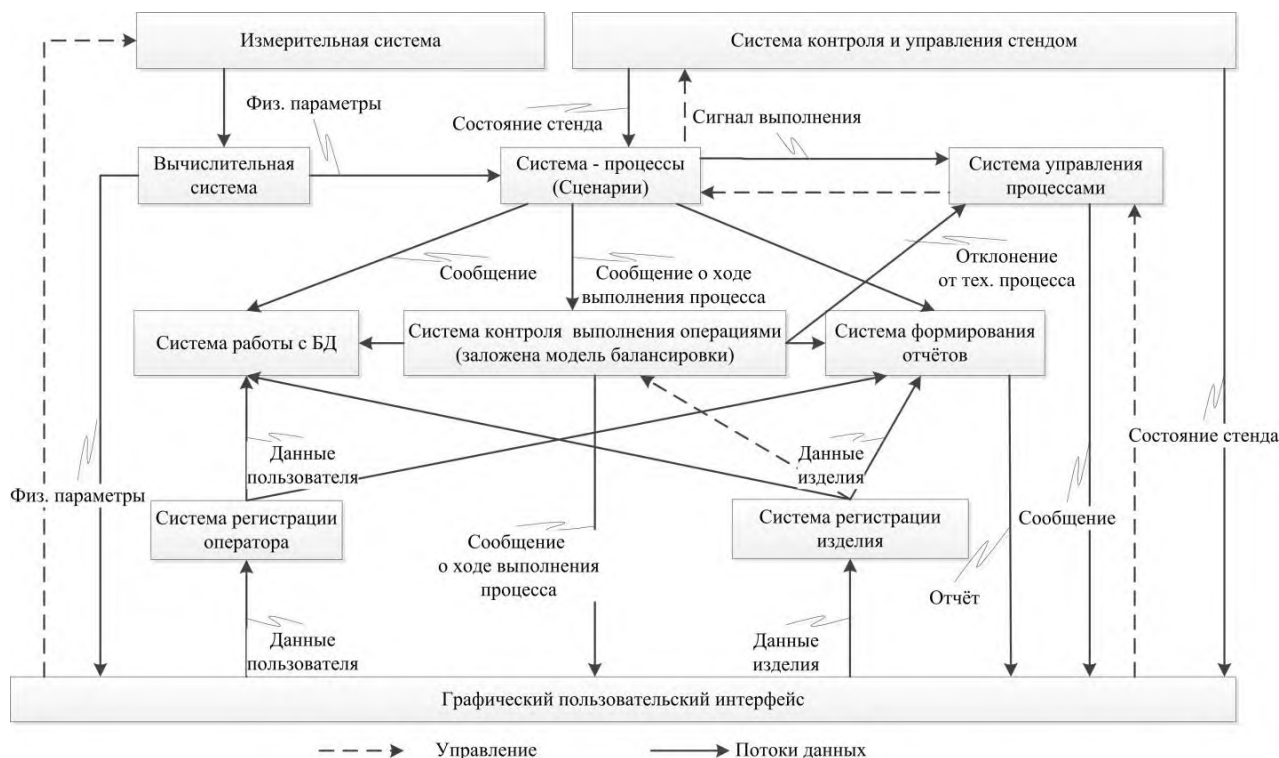 Измерительная система
Система контроля и управления стендом
Физ. параметры
Состояние стенда
Сигнал выполнения
Вычислительная
система
Система - процессы
(Сценарии)
Система управления
процессами
Сообщение
Сообщение о ходе
выполнения процесса
Отклонение
от тех. процесса
Система работы с БД
Система контроля выполнения операциями
(заложена модель балансировки)
Система формирования
отчётов
Данные
пользователя
Данные
изделия
Состояние стенда
Физ. параметры
Система регистрации
оператора
Система регистрации
изделия
Сообщение
Сообщение
о ходе выполнения
процесса
Отчёт
Данные
пользователя
Данные
изделия
Графический пользовательский интерфейс
Управление
Потоки данных